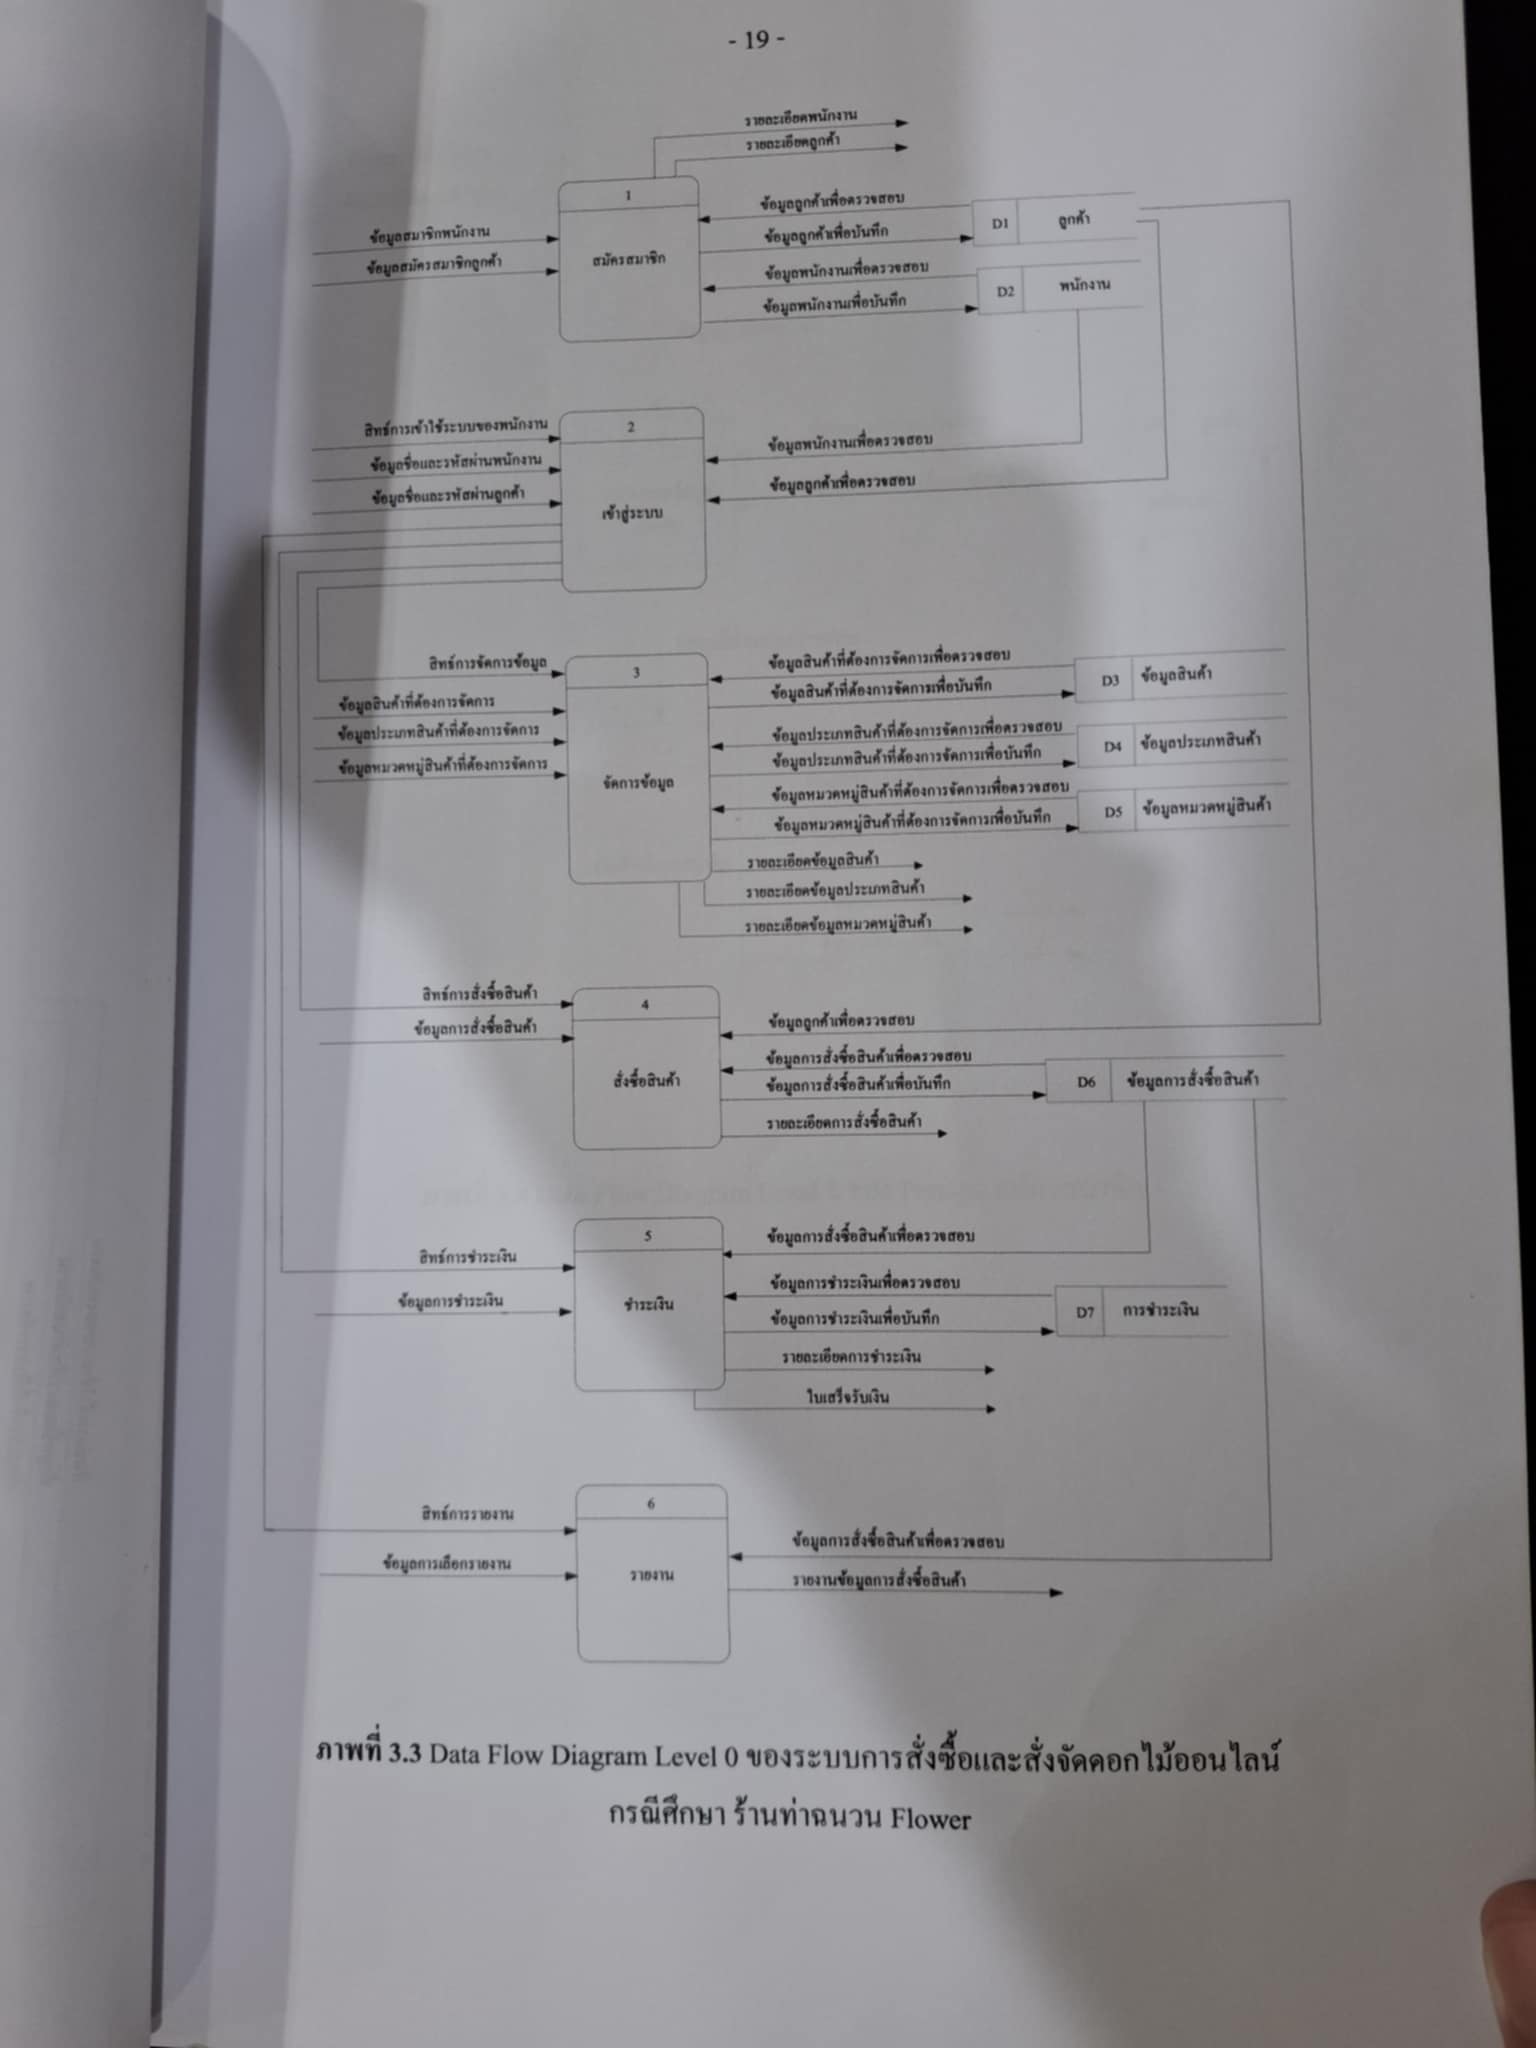 - 19 -
รายละเอียดพนักงาน
รายละเอียดลูกค้า
1
สมัครสมาชิก
ข้อมูลสมาชิกพนักงาน
ข้อมูลสมัครสมาชิกลูกค้า
ข้อมูลลูกค้าเพื่อตรวจสอบ
ข้อมูลลูกค้าเพื่อบันทึก
ข้อมูลพนักงานเพื่อตรวจสอบ
ข้อมูลพนักงานเพื่อบันทึก
D1 ลูกค้า
D2 พนักงาน
2
เข้าสู่ระบบ
สิทธ์การเข้าใช้ระบบของพนักงาน
ข้อมูลชื่อและรหัสผ่านพนักงาน
ข้อมูลชื่อและรหัสผ่านลูกค้า
ข้อมูลพนักงานเพื่อตรวจสอบ
ข้อมูลลูกค้าเพื่อตรวจสอบ
3
จัดการข้อมูล
สิทธ์การจัดการข้อมูล
ข้อมูลสินค้าที่ต้องการจัดการ
ข้อมูลประเภทสินค้าที่ต้องการจัดการ
ข้อมูลหมวดหมู่สินค้าที่ต้องการจัดการ
ข้อมูลสินค้าที่ต้องการจัดการเพื่อตรวจสอบ
ข้อมูลสินค้าที่ต้องการจัดการเพื่อบันทึก
ข้อมูลประเภทสินค้าที่ต้องการจัดการเพื่อตรวจสอบ
ข้อมูลประเภทสินค้าที่ต้องการจัดการเพื่อบันทึก
ข้อมูลหมวดหมู่สินค้าที่ต้องการจัดการเพื่อตรวจสอบ
ข้อมูลหมวดหมู่สินค้าที่ต้องการจัดการเพื่อบันทึก
D3 ข้อมูลสินค้า
D4 ข้อมูลประเภทสินค้า
D5 ข้อมูลหมวดหมู่สินค้า
รายละเอียดข้อมูลสินค้า
รายละเอียดข้อมูลประเภทสินค้า
รายละเอียดข้อมูลหมวดหมู่สินค้า
4
สั่งซื้อสินค้า
สิทธ์การสั่งซื้อสินค้า
ข้อมูลการสั่งซื้อสินค้า
ข้อมูลลูกค้าเพื่อตรวจสอบ
ข้อมูลการสั่งซื้อสินค้าเพื่อตรวจสอบ
ข้อมูลการสั่งซื้อสินค้าเพื่อบันทึก
D6 ข้อมูลการสั่งซื้อสินค้า
รายละเอียดการสั่งซื้อสินค้า
5
ชำระเงิน
สิทธ์การชำระเงิน
ข้อมูลการชำระเงิน
ข้อมูลการสั่งซื้อสินค้าเพื่อตรวจสอบ
ข้อมูลการชำระเงินเพื่อตรวจสอบ
ข้อมูลการชำระเงินเพื่อบันทึก
D7 การชำระเงิน
รายละเอียดการชำระเงิน
ใบเสร็จรับเงิน
6
รายงาน
สิทธ์การรายงาน
ข้อมูลการเลือกรายงาน
ข้อมูลการสั่งซื้อสินค้าเพื่อตรวจสอบ
รายงานข้อมูลการสั่งซื้อสินค้า
ภาพที่ 3.3 Data Flow Diagram Level 0 ของระบบการสั่งซื้อและสั่งจัดดอกไม้ออนไลน์
กรณีศึกษา ร้านท่าฉนวน Flower